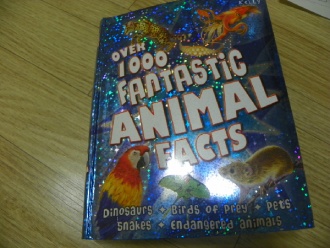 OVER
1000
FANTASTIC
ANIMAL
FACTS
Dinosaurs • Birds of prey • Pets
Snakes • Endangered animals